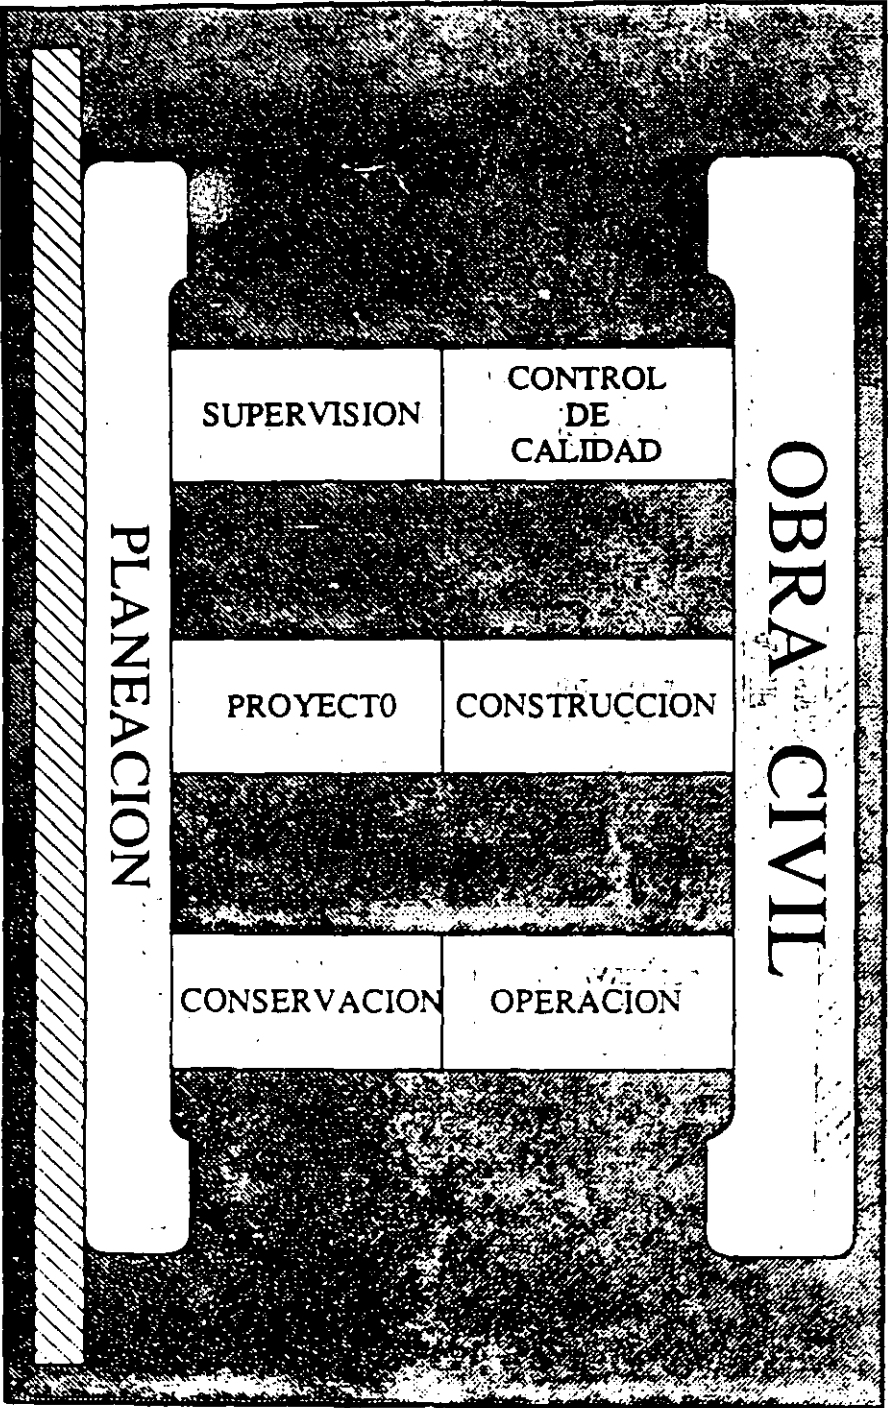 SUPERVISION
CONTROL
DE
CALIDAD
PLANEACION
OBRA CIVIL
PROYECT0
CONSTRUCCION
CONSERVACION
OPERACION